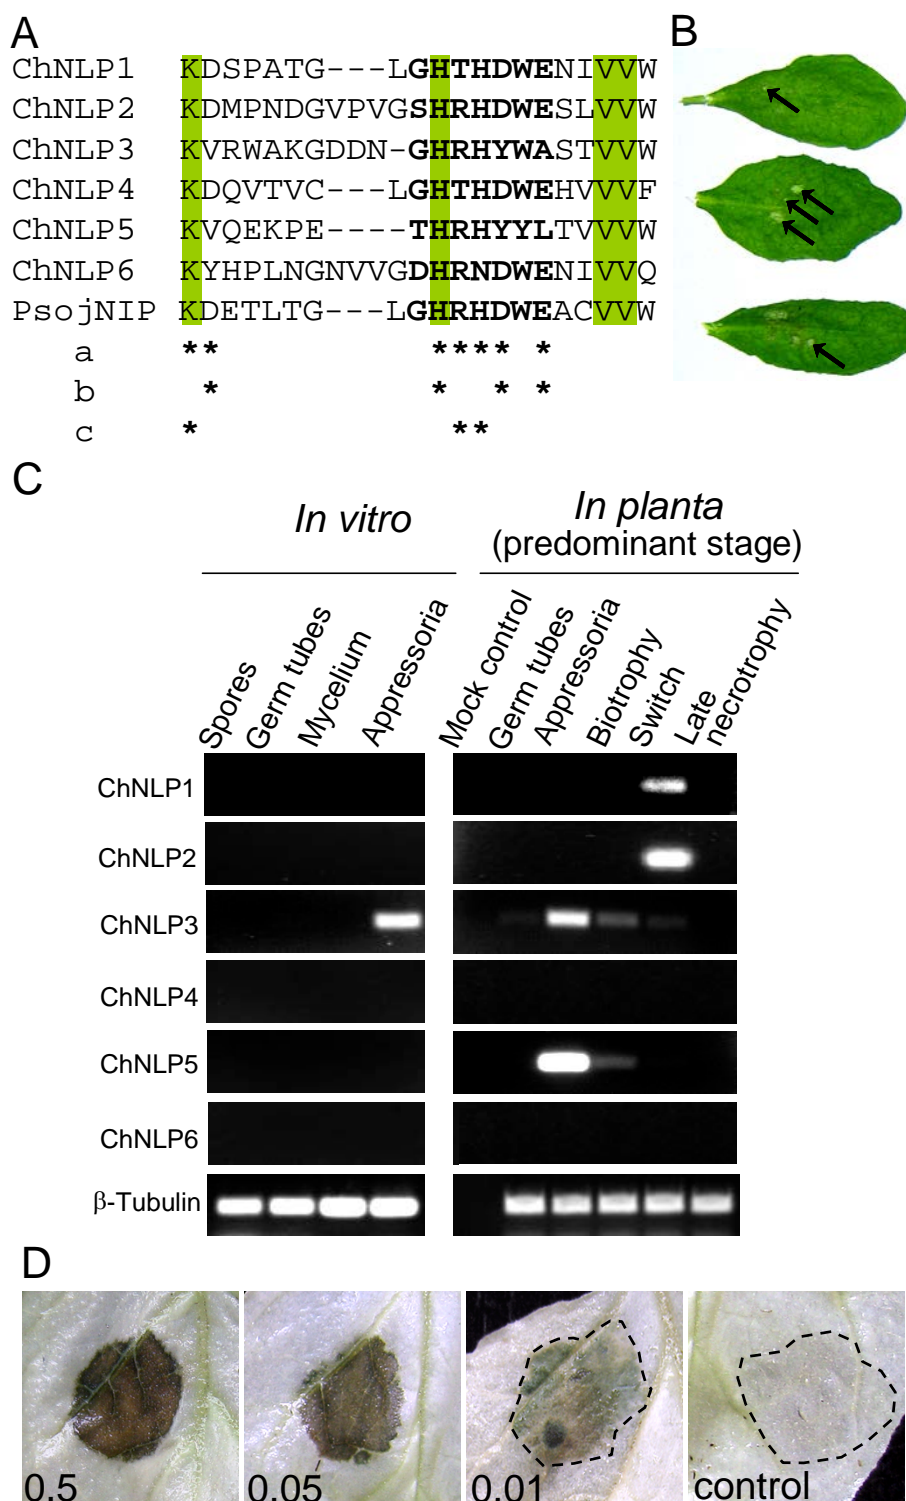 A
B
ChNLP1 KDSPATG---LGHTHDWENIVVW
ChNLP2 KDMPNDGVPVGSHRHDWESLVVW
ChNLP3 KVRWAKGDDN-GHRHYWASTVVW
ChNLP4 KDQVTVC--LGHTHDWEHVVVF
ChNLP5 KVQEKPE----THRHYYLTVVVW
ChNLP6 KYHPLNGNVVGDHRNDWENIVVQ
PsojNIP KDETLTG---LGHRHDWEACVVW
a ** **** *
b * * * *
c * **
C
In vitro
In planta
(predominant stage)
Spores
Germ tubes
Mycelium
Appressoria
Mock control
Germ tubes
Appressoria
Biotrophy
Switch
Late
necrotrophy
ChNLP1
ChNLP2
ChNLP3
ChNLP4
ChNLP5
ChNLP6
β-Tubulin
D
0.5
0.05
0.01
control